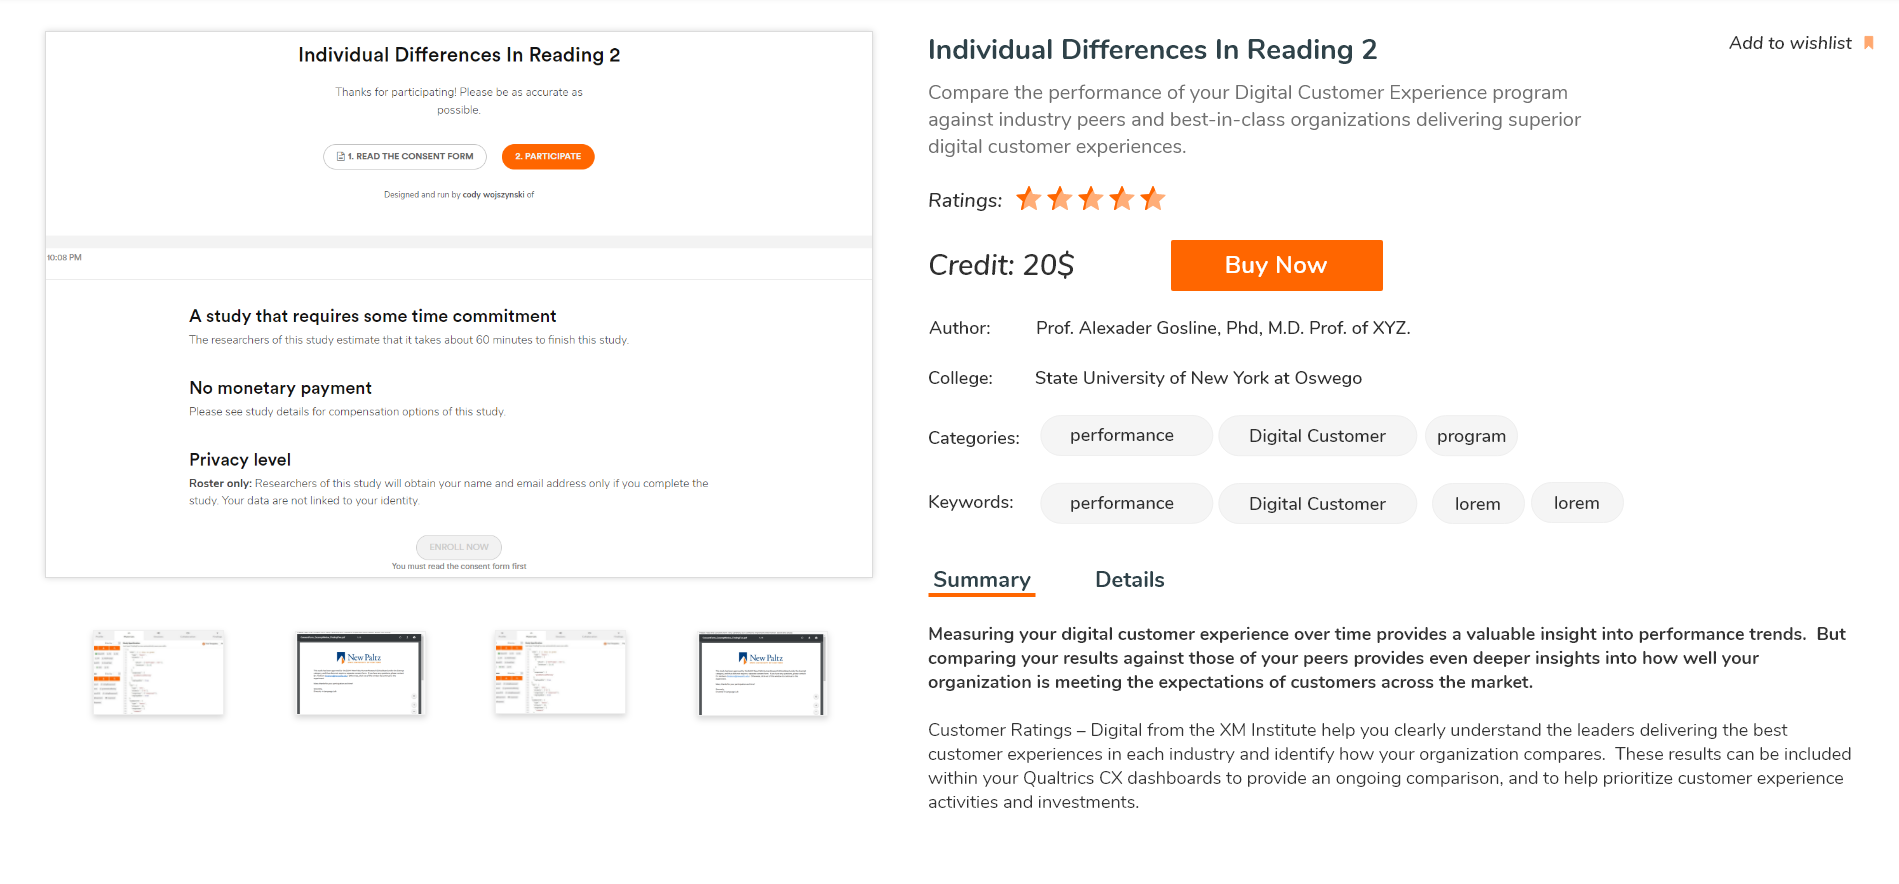 Individual Differences In Reading 2
Thanks for participating! Please be as accurate as
possible.
1. READ THE CONSENT FORM
2. PARTICIPATE
Designed and run by cody wojszynski of
10:08 PM
A study that requires some time commitment
The researchers of this study estimate that it takes about 60 minutes to finish this study.
No monetary payment
Please see study details for compensation options of this study.
Privacy level
Roster only: Researchers of this study will obtain your name and email address only if you complete the
study. Your data are not linked to your identity.
ENROLL NOW
You must read the consent form first
New Paltz
New Paltz
Individual Differences In Reading 2
Add to wishlist
Compare the performance of your Digital Customer Experience program
against industry peers and best-in-class organizations delivering superior
digital customer experiences.
Ratings:
Credit: 20$
Buy Now
Author: Prof. Alexader Gosline, Phd, M.D. Prof. of XYZ.
College: State University of New York at Oswego
Categories: performance Digital Customer program
Keywords: performance Digital Customer lorem lorem
Summary Details
Measuring your digital customer experience over time provides a valuable insight into performance trends.  But
comparing your results against those of your peers provides even deeper insights into how well your
organization is meeting the expectations of customers across the market.
Customer Ratings – Digital from the XM Institute help you clearly understand the leaders delivering the best
customer experiences in each industry and identify how your organization compares.  These results can be included
within your Qualtrics CX dashboards to provide an ongoing comparison, and to help prioritize customer experience
activities and investments.